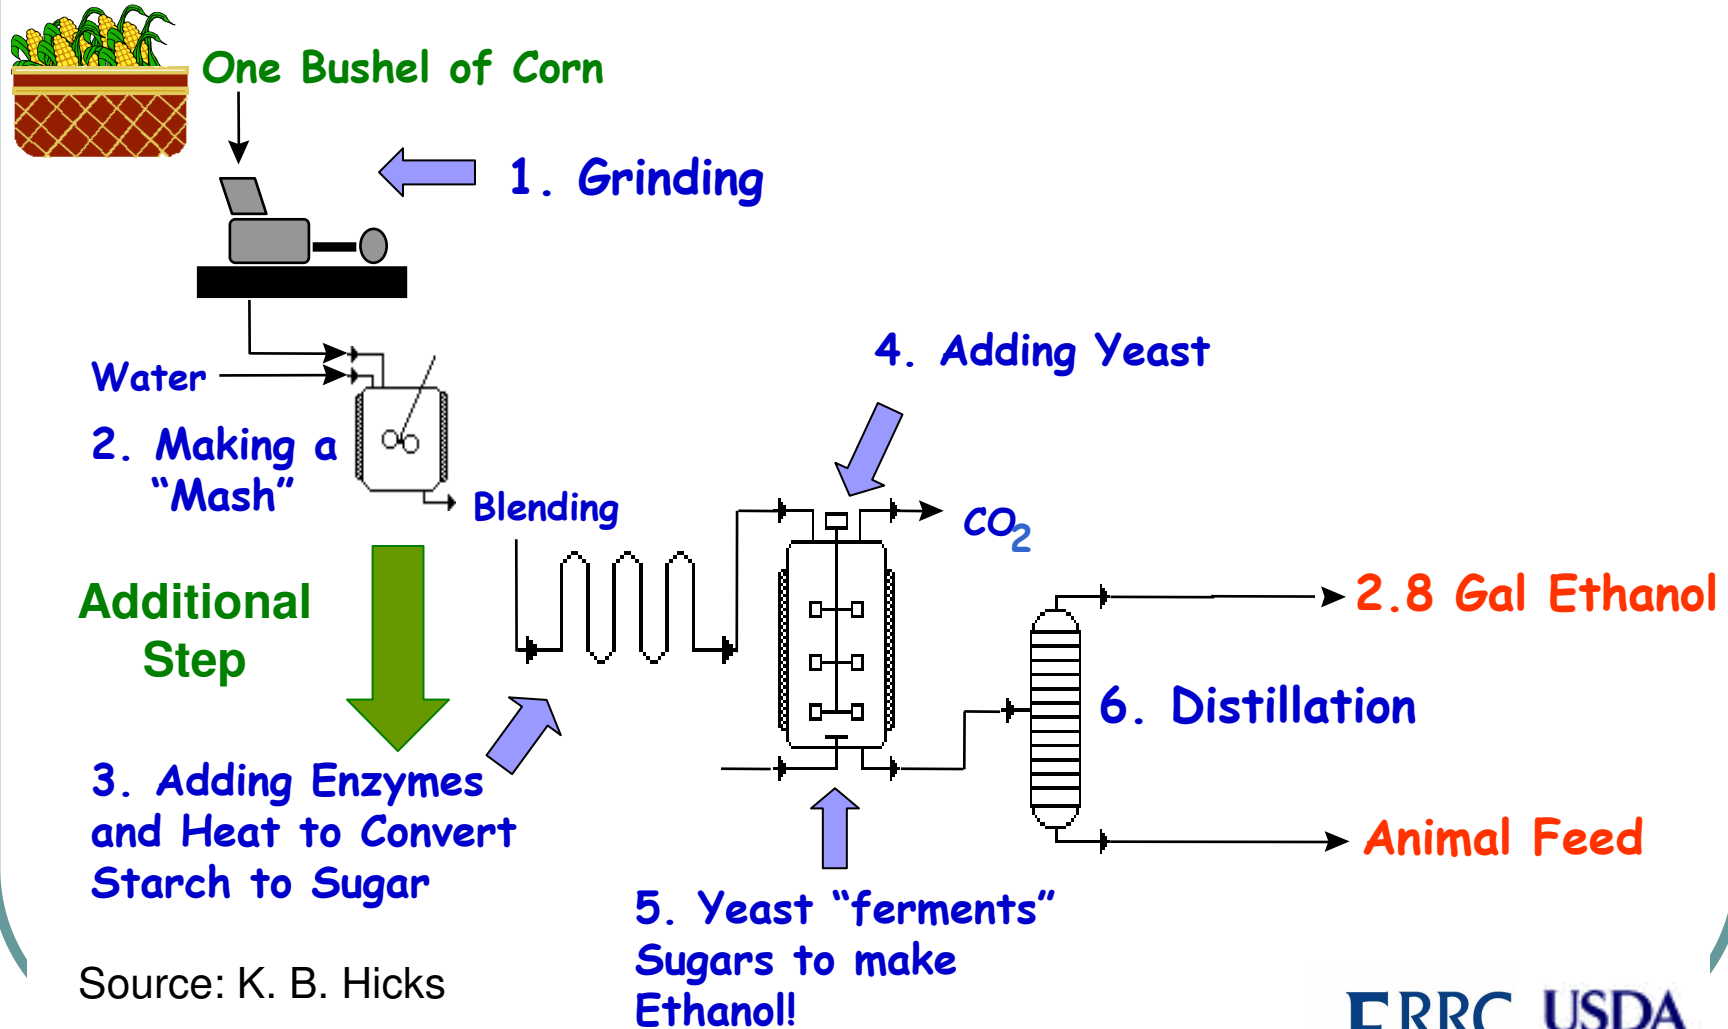 One Bushel of Corn
1. Grinding
Water
2. Making a
“Mash”
Blending
4. Adding Yeast
CO2
Additional
Step
2.8 Gal Ethanol
6. Distillation
3. Adding Enzymes
and Heat to Convert
Starch to Sugar
Animal Feed
5. Yeast “ferments”
Sugars to make
Ethanol!
Source: K. B. Hicks
ERRC USDA